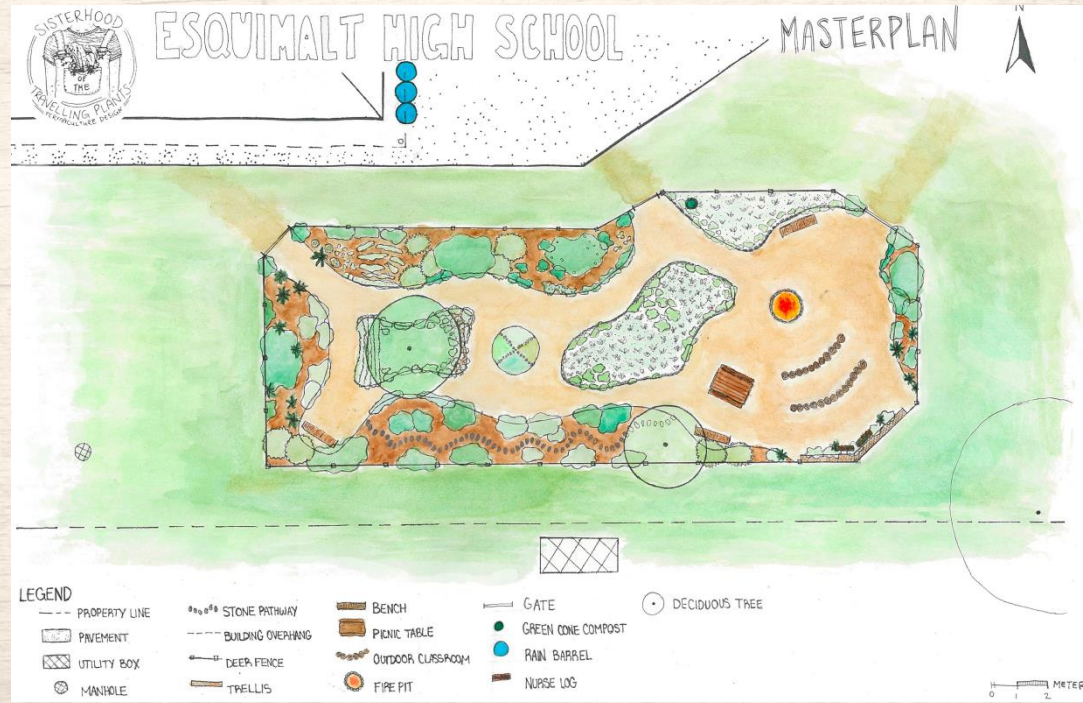 SISTERHOOD
OF THE
TRAVELLING PLANTS
PERMACULTURE DESIGN
ESQUIMALT HIGH SCHOOL
MASTERPLAN
N
LEGEND
PROPERTY LINE
PAVEMENT
UTILITY BOX
MANHOLE
STONE PATHWAY
BUILDING OVERHANG
DEER FENCE
TRELLIS
BENCH
PICNIC TABLE
OUTDOOR CLASSROOM
FIRE PIT
GATE
GREEN CONE COMPOST
RAIN BARREL
NURSE LOG
DECIDUOUS TREE
0 1 2 METER